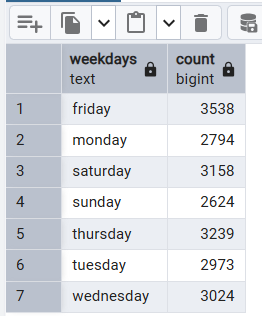 weekdays count
text bigint
1 friday 3538
2 monday 2794
3 saturday 3158
4 sunday 2624
5 thursday 3239
6 tuesday 2973
7 wednesday 3024